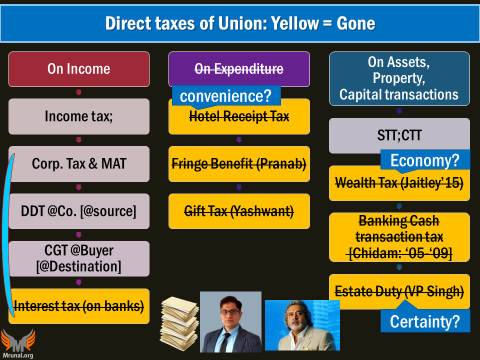 Direct taxes of Union: Yellow = Gone
On Income
Income tax;
Corp. Tax & MAT
DDT @Co. [@source]
CGT @Buyer
[@Destination]
Interest tax (on banks)
On Expenditure
convenience?
Hotel Receipt Tax
Fringe Benefit (Pranab)
Gift Tax (Yashwant)
On Assets,
Property,
Capital transactions
STT;CTT
Economy?
Wealth Tax (Jaitley'15)
Banking Cash
transaction tax
[Chidam: '05-'09]
Estate Duty (VP Singh)
Certainty?
Mrunal.org